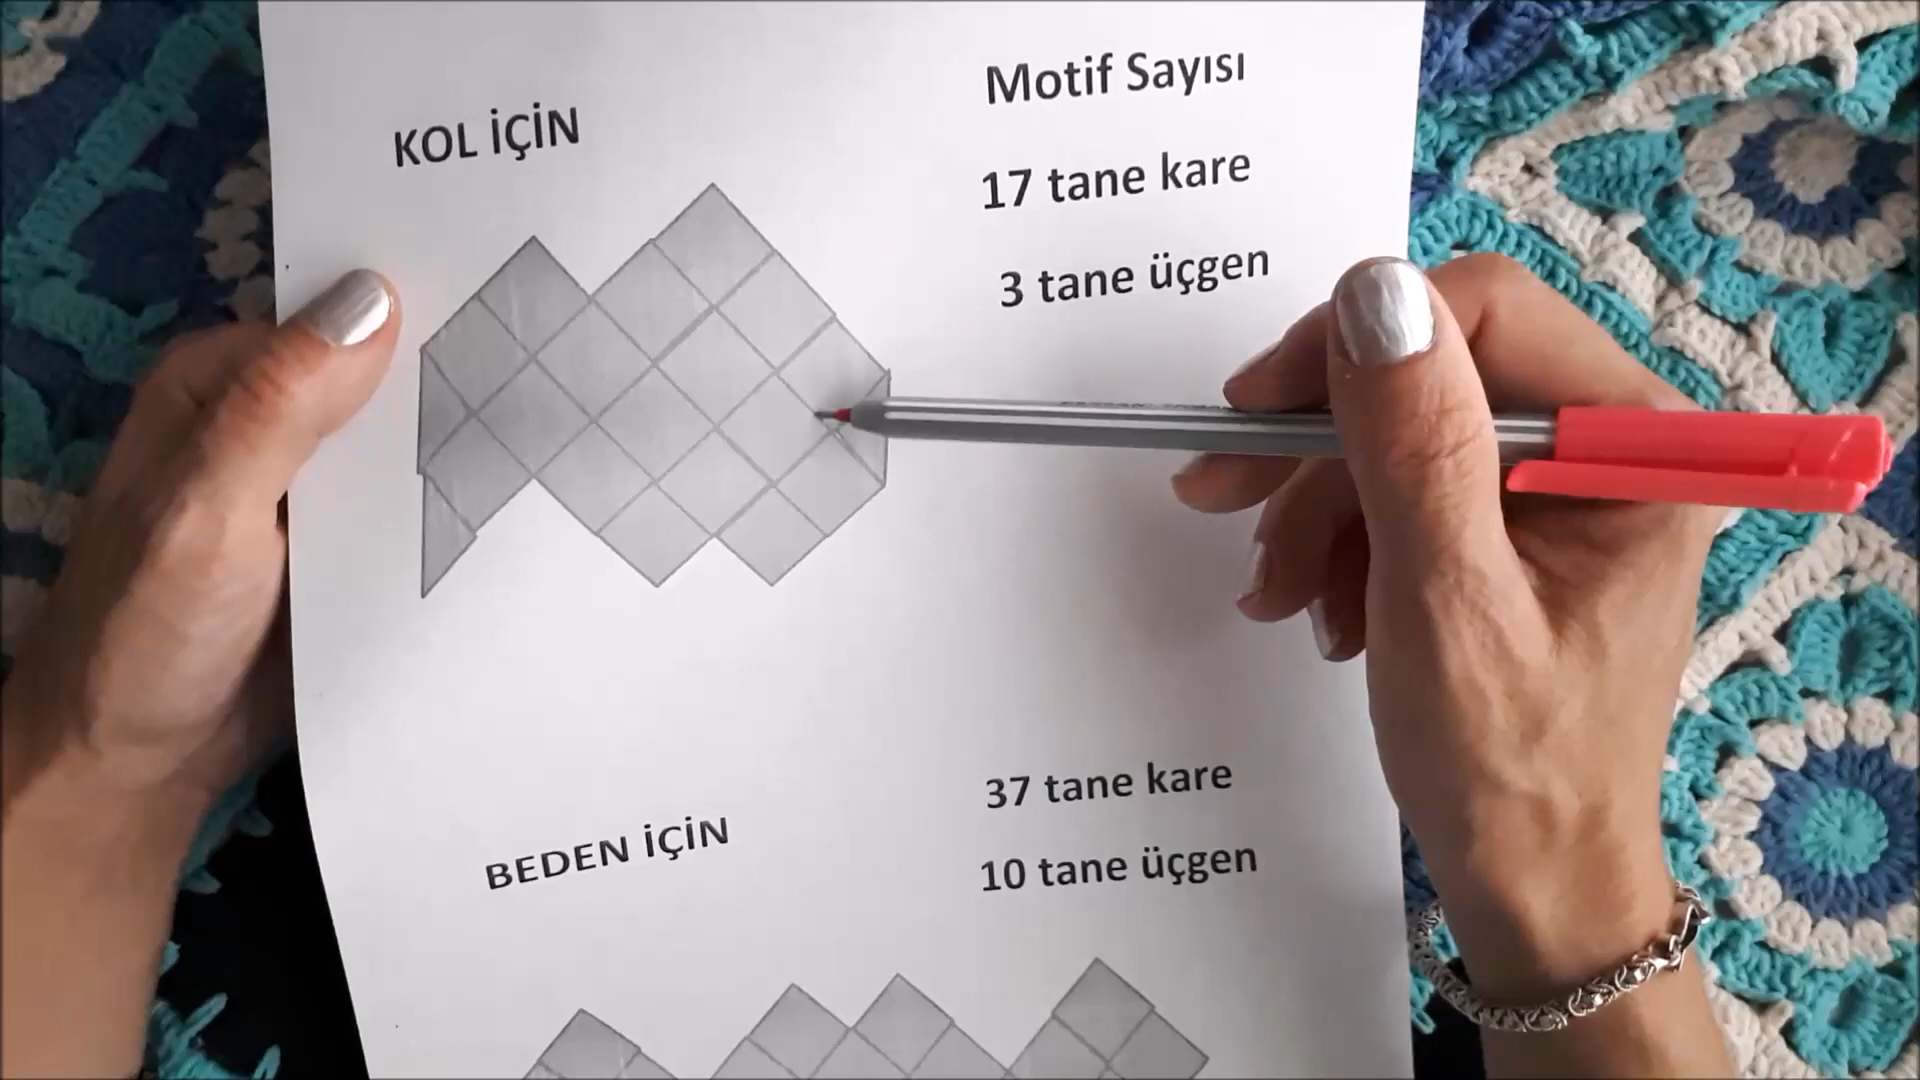 KOL İÇİN
Motif Sayısı
17 tane kare
3 tane üçgen
BEDEN İÇİN
37 tane kare
10 tane üçgen